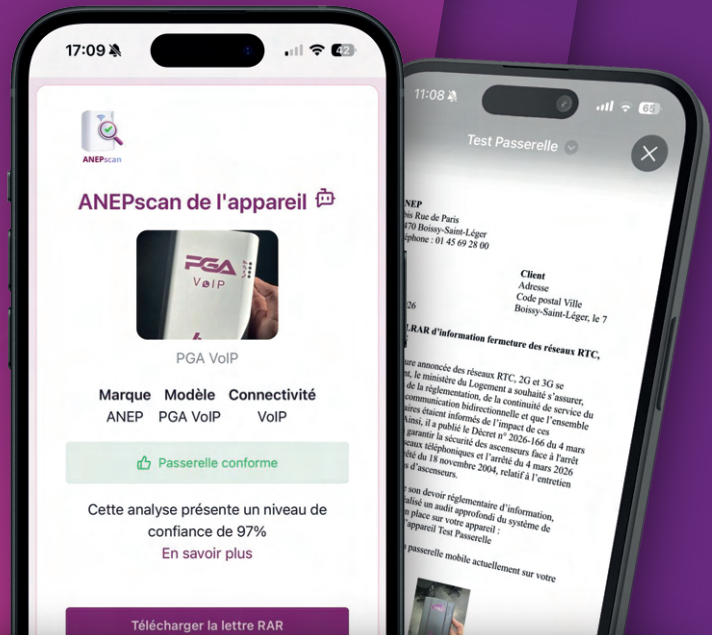 17:09
42
ANEPscan
ANEPscan de l'appareil
PGA
VoIP
PGA VoIP
Marque Modèle Connectivité
ANEP PGA VoIP VoIP
Passerelle conforme
Cette analyse présente un niveau de
confiance de 97%
En savoir plus
Télécharger la lettre RAR
11:08
65
Test Passerelle
bis Rue de Paris
470 Boissy-Saint-Léger
éphone : 01 45 69 28 00
Client
Adresse
Code postal Ville
Boissy-Saint-Léger, le 7
LRAR d'information fermeture des réseaux RTC,
ure annoncée des réseaux RTC, 2G et 3G se
nt, le ministère du Logement a souhaité s'assurer,
de la réglementation, de la continuité de service du
communication bidirectionnelle et que l'ensemble
aires étaient informés de l'impact de ces
Ainsi, il a publié le Décret n° 2026-166 du 4 mars
garantir la sécurité des ascenseurs face à l'arrêt
seaux téléphoniques et l'arrêté du 4 mars 2026
êté du 18 novembre 2004, relatif à l'entretien
s d'ascenseurs.
son devoir réglementaire d'information,
éalisé un audit approfondi du système de
n place sur votre appareil :
'appareil Test Passerelle
passerelle mobile actuellement sur votre